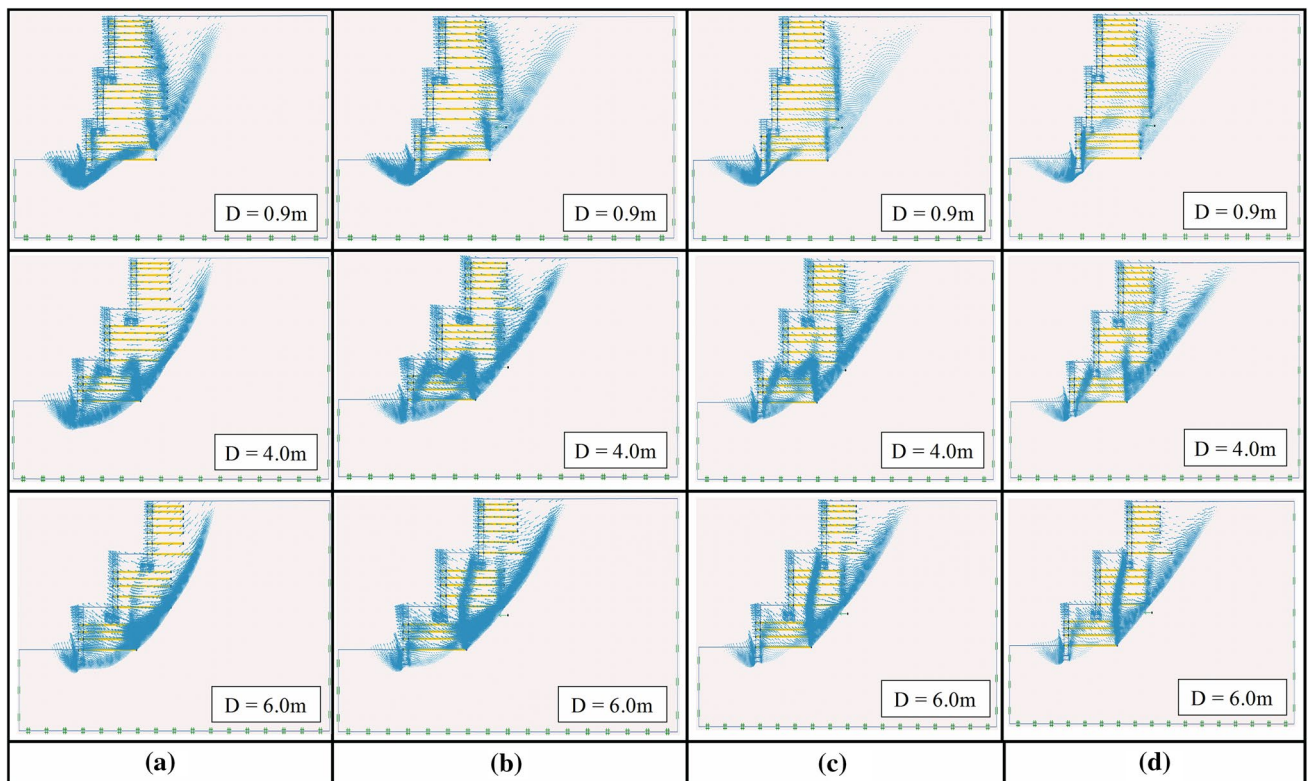 D = 0.9m
D = 0.9m
D = 0.9m
D = 0.9m
D = 4.0m
D = 4.0m
D = 4.0m
D = 4.0m
D = 6.0m
D = 6.0m
D = 6.0m
D = 6.0m
(a)
(b)
(c)
(d)